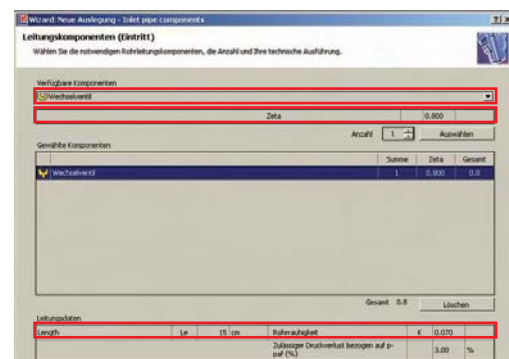 Wizard: Neue Auslegung - Inlet pipe components
Leitungskomponenten (Eintritt)
Wählen Sie die notwendigen Rohrleitungskomponenten, die Anzahl und Ihre technische Ausführung.
Verfügbare Komponenten
Wechselventil
Zeta 0.800
Anzahl 1 Auswählen
Gewählte Komponenten
Summe Zeta Gesamt
Wechselventil 1 0.800 0.8
Gesamt 0.8 Löschen
Leitungsdaten
Length Le 15 cm Rohrrauhigkeit K 0.070
Zulässiger Druckverlust bezogen auf p-paf (%) 3.00 %